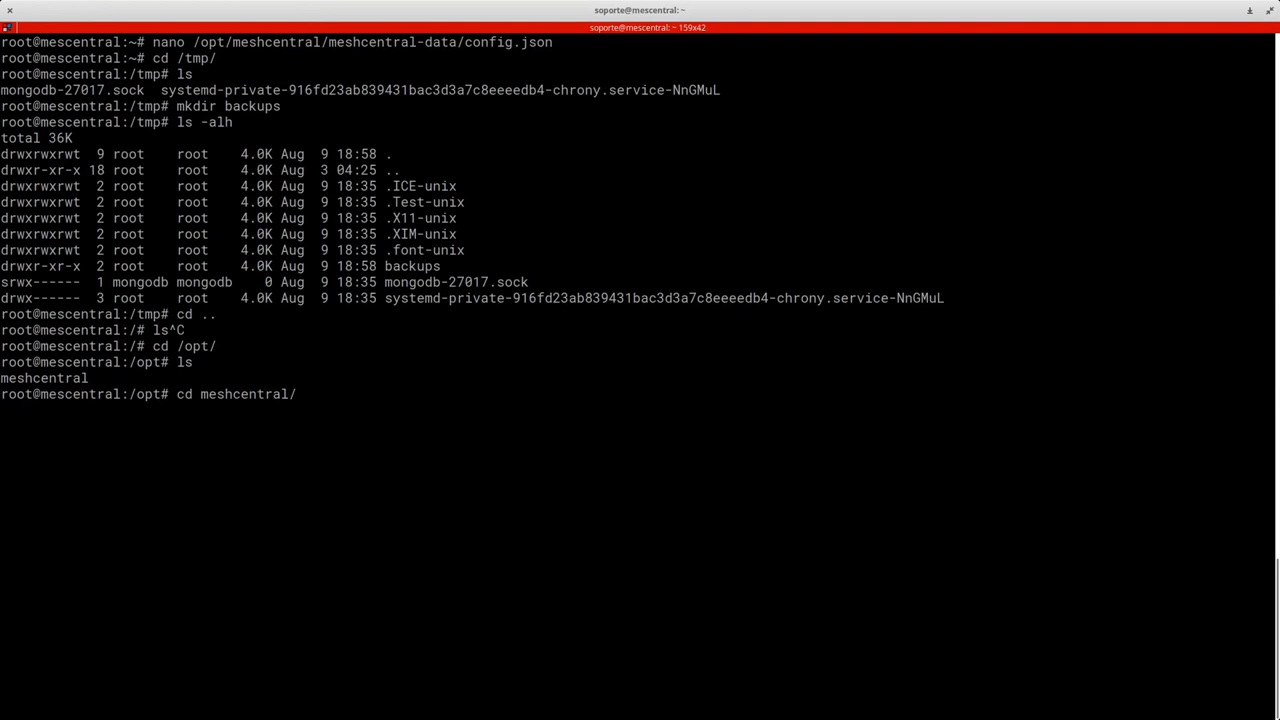 soporte@mescentral: ~
soporte@mescentral: ~ 159x42
root@mescentral:~# nano /opt/meshcentral/meshcentral-data/config.json
root@mescentral:~# cd /tmp/
root@mescentral:/tmp# ls
mongodb-27017.sock  systemd-private-916fd23ab839431bac3d3a7c8eeeedb4-chrony.service-NnGMuL
root@mescentral:/tmp# mkdir backups
root@mescentral:/tmp# ls -alh
total 36K
drwxrwxrwt  9 root    root    4.0K Aug  9 18:58 .
drwxr-xr-x 18 root    root    4.0K Aug  3 04:25 ..
drwxrwxrwt  2 root    root    4.0K Aug  9 18:35 .ICE-unix
drwxrwxrwt  2 root    root    4.0K Aug  9 18:35 .Test-unix
drwxrwxrwt  2 root    root    4.0K Aug  9 18:35 .X11-unix
drwxrwxrwt  2 root    root    4.0K Aug  9 18:35 .XIM-unix
drwxrwxrwt  2 root    root    4.0K Aug  9 18:35 .font-unix
drwxr-xr-x  2 root    root    4.0K Aug  9 18:58 backups
srwx------  1 mongodb mongodb    0 Aug  9 18:35 mongodb-27017.sock
drwx------  3 root    root    4.0K Aug  9 18:35 systemd-private-916fd23ab839431bac3d3a7c8eeeedb4-chrony.service-NnGMuL
root@mescentral:/tmp# cd ..
root@mescentral:/# ls^C
root@mescentral:/# cd /opt/
root@mescentral:/opt# ls
meshcentral
root@mescentral:/opt# cd meshcentral/